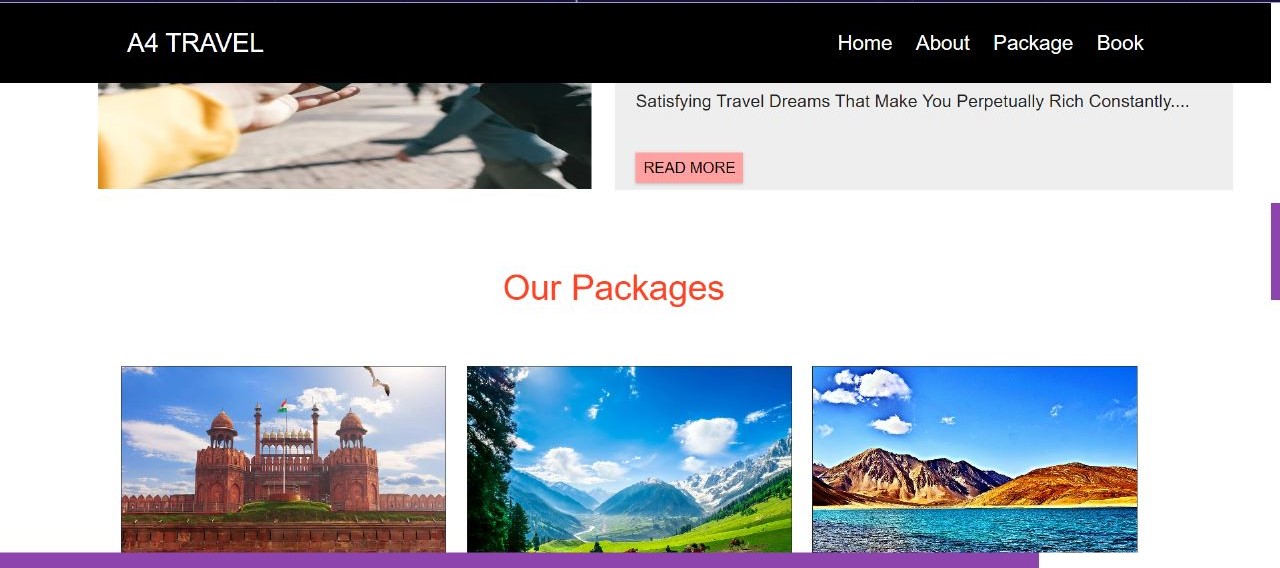 A4 TRAVEL
Home About Package Book
Satisfying Travel Dreams That Make You Perpetually Rich Constantly....
READ MORE
Our Packages